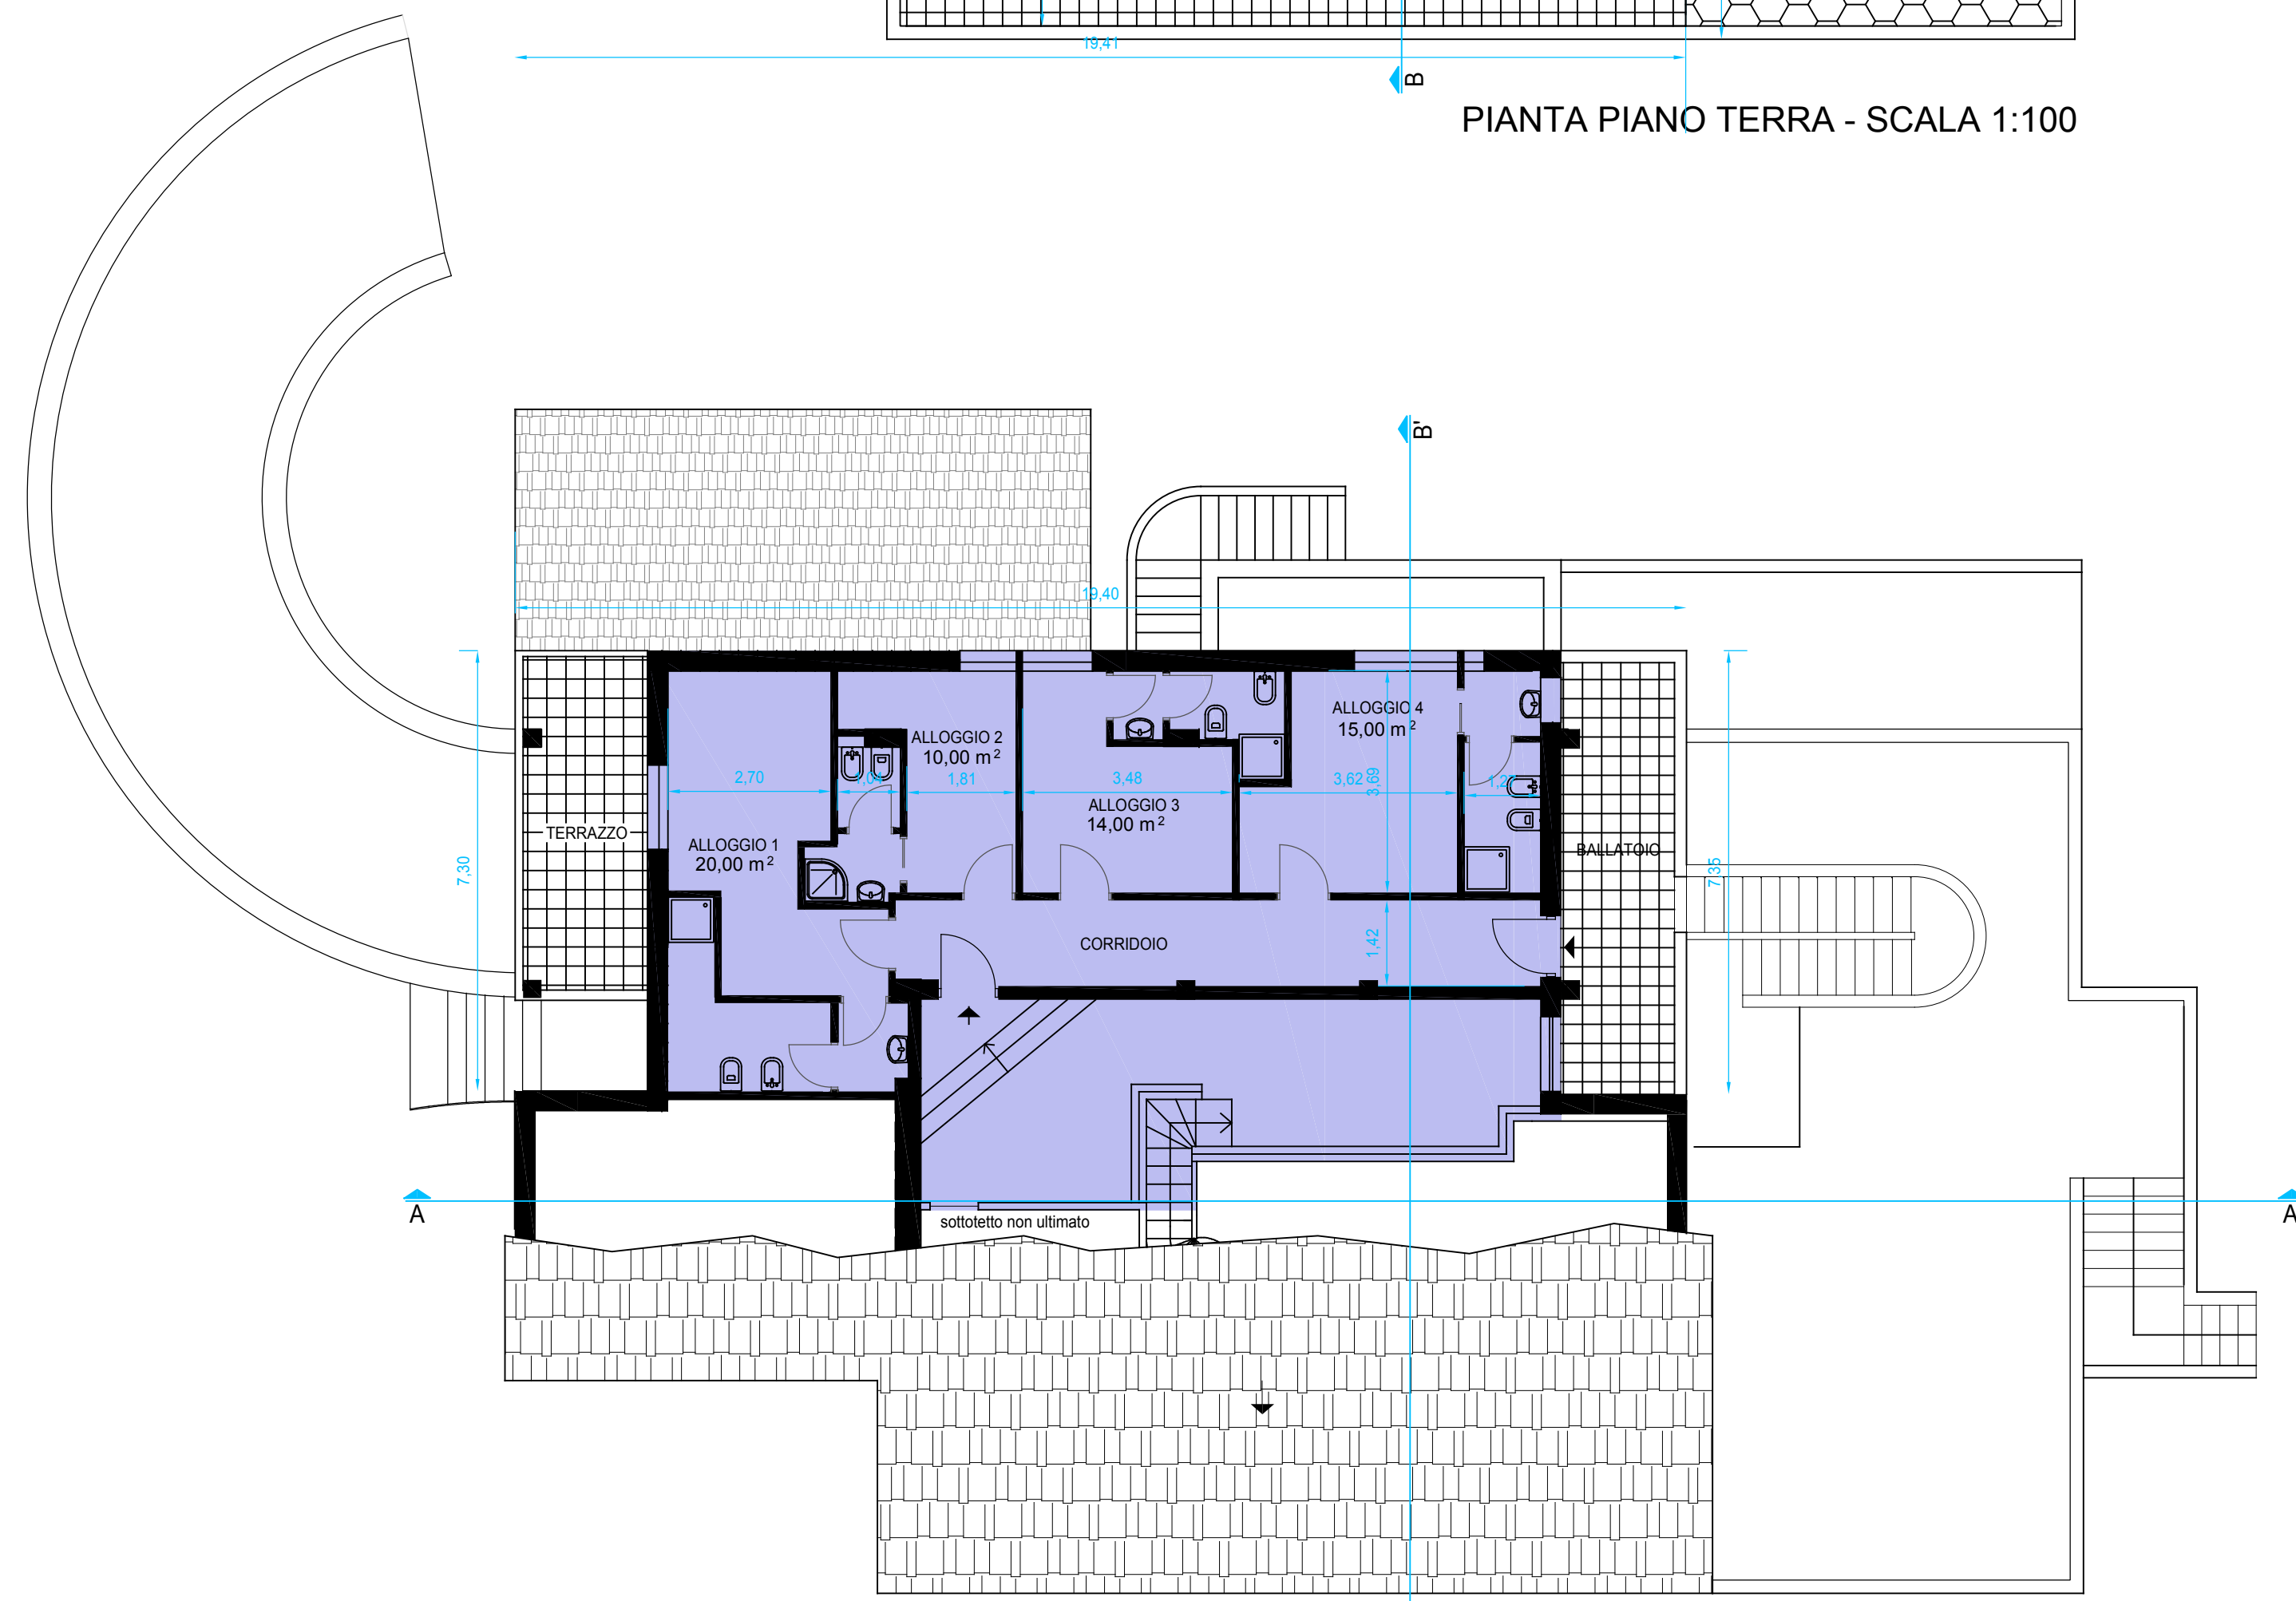 19,41
B
PIANTA PIANO TERRA - SCALA 1:100
B'
19,40
ALLOGGIO 4
15,00 m²
ALLOGGIO 2
10,00 m²
2,70
1,04
1,81
3,48
3,62
3,69
ALLOGGIO 3
14,00 m²
TERRAZZO
ALLOGGIO 1
20,00 m²
BALLATOIO
7,30
7,35
CORRIDOIO
1,42
A
A
sottotetto non ultimato